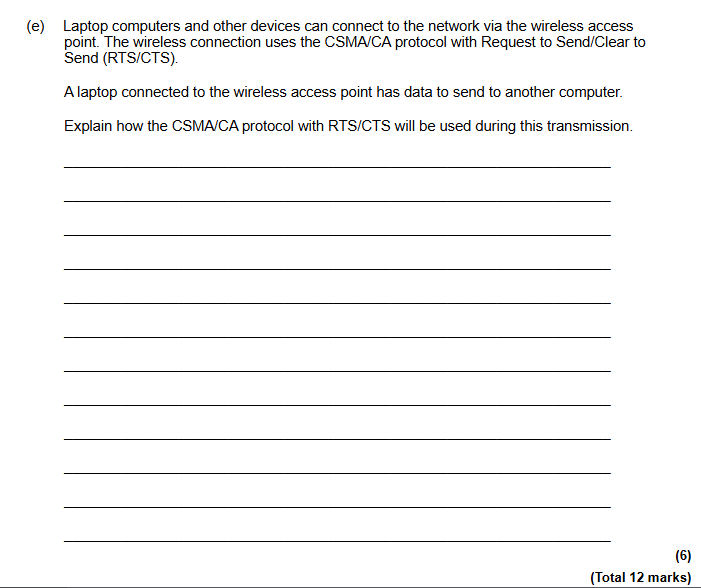 (e) Laptop computers and other devices can connect to the network via the wireless access
point. The wireless connection uses the CSMA/CA protocol with Request to Send/Clear to
Send (RTS/CTS).
A laptop connected to the wireless access point has data to send to another computer.
Explain how the CSMA/CA protocol with RTS/CTS will be used during this transmission.
(6)
(Total 12 marks)